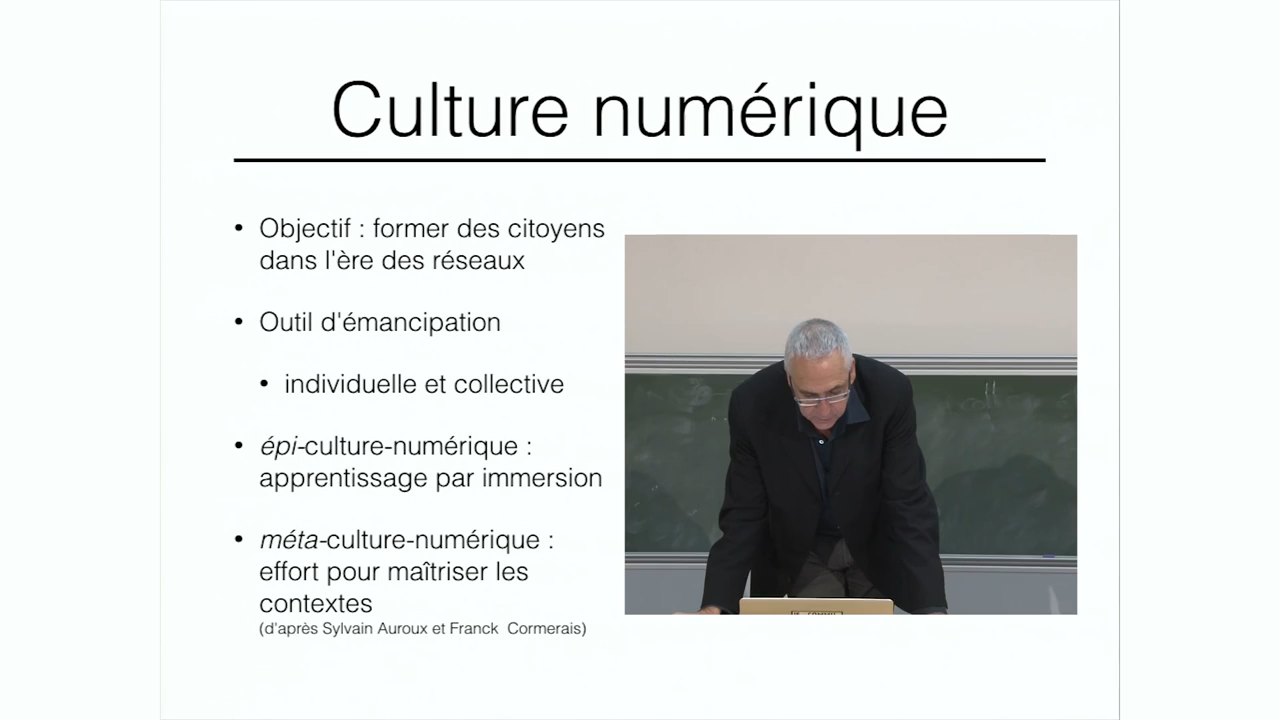 Culture numérique
• Objectif : former des citoyens
dans l'ère des réseaux
• Outil d'émancipation
• individuelle et collective
• épi-culture-numérique :
apprentissage par immersion
• méta-culture-numérique :
effort pour maîtriser les
contextes
(d'après Sylvain Auroux et Franck Cormerais)